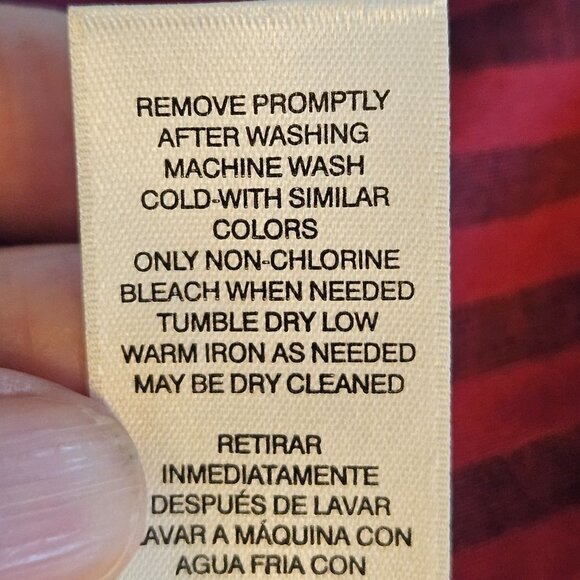 REMOVE PROMPTLY
AFTER WASHING
MACHINE WASH
COLD-WITH SIMILAR
COLORS
ONLY NON-CHLORINE
BLEACH WHEN NEEDED
TUMBLE DRY LOW
WARM IRON AS NEEDED
MAY BE DRY CLEANED
RETIRAR
INMEDIATAMENTE
DESPUÉS DE LAVAR
AVAR A MÁQUINA CON
AGUA FRIA CON